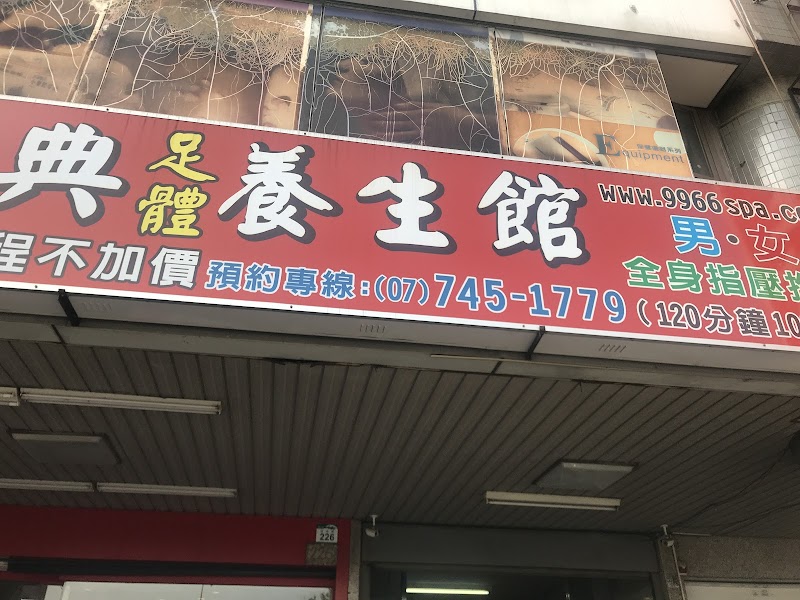 Equipment
典 足體 養生館
www.9966spa.co
男·女
全身指壓
程不加價 預約專線:(07)745-1779
(120分鐘10
226